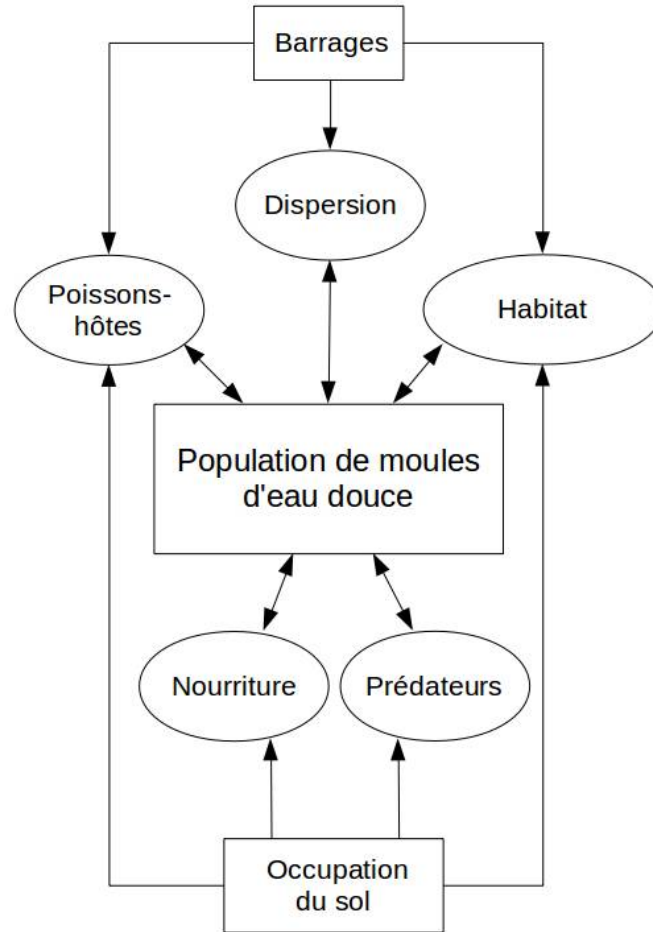 Barrages
Dispersion
Poissons-
hôtes
Habitat
Population de moules
d'eau douce
Nourriture
Prédateurs
Occupation
du sol